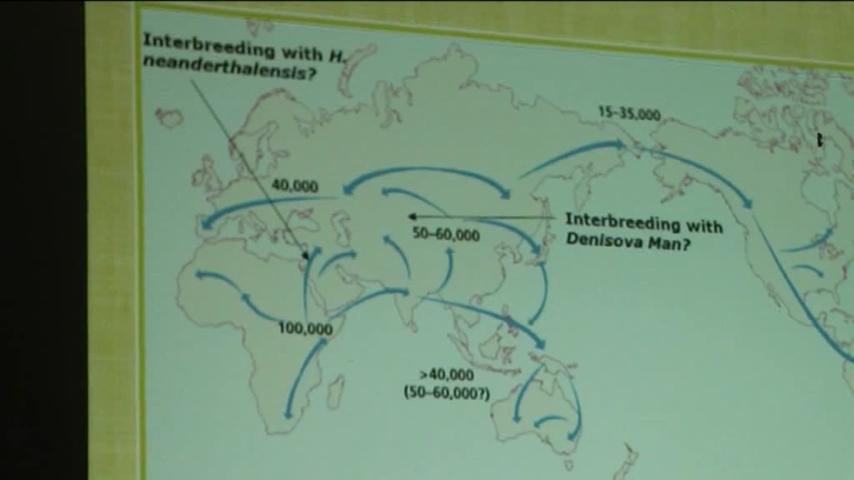 Interbreeding with H.
neanderthalensis?
15–35,000
40,000
Interbreeding with
Denisova Man?
50–60,000
100,000
>40,000
(50–60,000?)